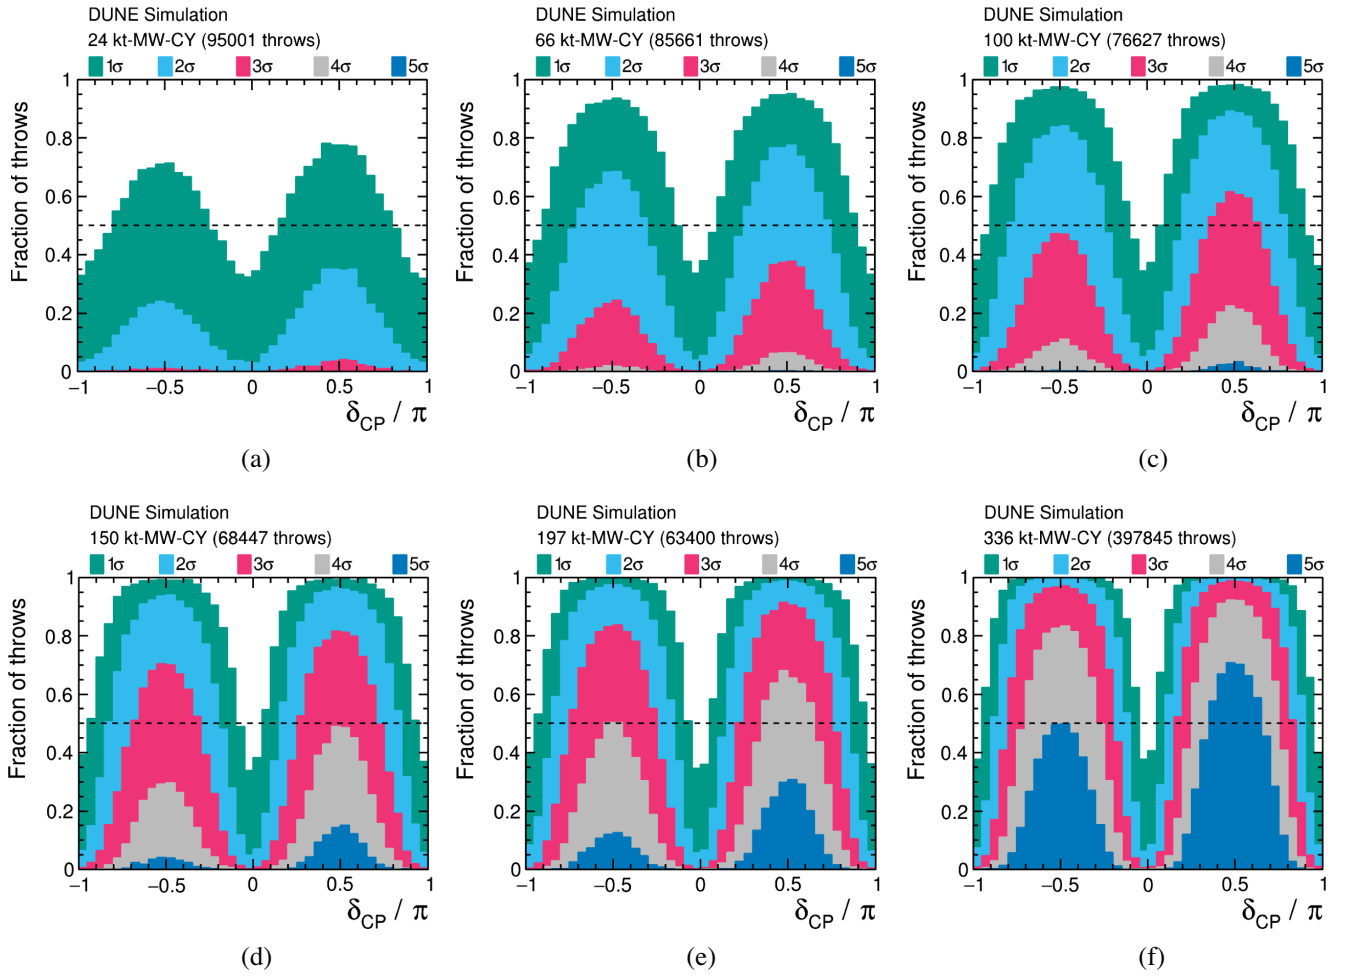 DUNE Simulation
24 kt-MW-CY (95001 throws)
1σ 2σ 3σ 4σ 5σ
1
0.8
0.6
0.4
0.2
0
Fraction of throws
−1 −0.5 0 0.5 1
δCP / π
(a)
DUNE Simulation
66 kt-MW-CY (85661 throws)
1σ 2σ 3σ 4σ 5σ
1
0.8
0.6
0.4
0.2
0
Fraction of throws
−1 −0.5 0 0.5 1
δCP / π
(b)
DUNE Simulation
100 kt-MW-CY (76627 throws)
1σ 2σ 3σ 4σ 5σ
1
0.8
0.6
0.4
0.2
0
Fraction of throws
−1 −0.5 0 0.5 1
δCP / π
(c)
DUNE Simulation
150 kt-MW-CY (68447 throws)
1σ 2σ 3σ 4σ 5σ
1
0.8
0.6
0.4
0.2
0
Fraction of throws
−1 −0.5 0 0.5 1
δCP / π
(d)
DUNE Simulation
197 kt-MW-CY (63400 throws)
1σ 2σ 3σ 4σ 5σ
1
0.8
0.6
0.4
0.2
0
Fraction of throws
−1 −0.5 0 0.5 1
δCP / π
(e)
DUNE Simulation
336 kt-MW-CY (397845 throws)
1σ 2σ 3σ 4σ 5σ
1
0.8
0.6
0.4
0.2
0
Fraction of throws
−1 −0.5 0 0.5 1
δCP / π
(f)